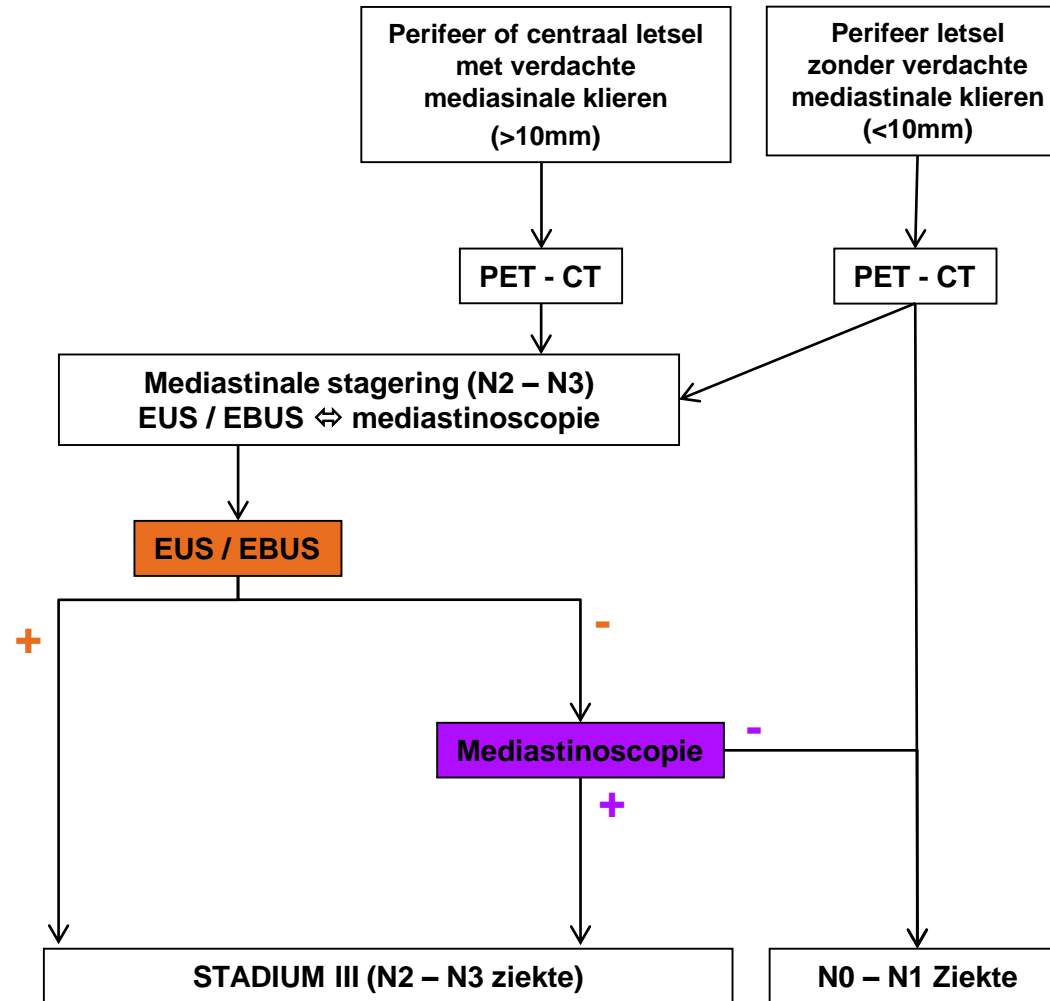 Perifeer of centraal letsel
met verdachte
mediasinale klieren
(>10mm)
Perifeer letsel
zonder verdachte
mediastinale klieren
(<10mm)
PET - CT
PET - CT
Mediastinale stagering (N2 – N3)
EUS / EBUS ⇔ mediastinoscopie
EUS / EBUS
+
-
Mediastinoscopie
-
+
STADIUM III (N2 – N3 ziekte)
N0 – N1 Ziekte